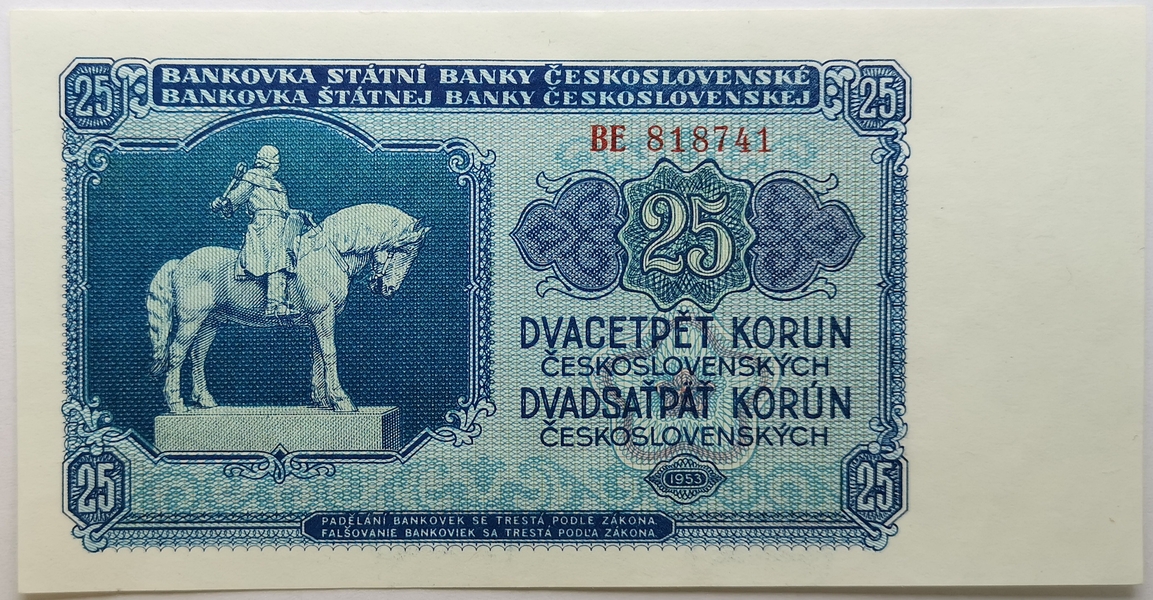 25 BANKOVKA STÁTNÍ BANKY ČESKOSLOVENSKÉ 25
BANKOVKA ŠTÁTNEJ BANKY ČESKOSLOVENSKEJ
BE 818741
25
DVACETPĚT KORUN
ČESKOSLOVENSKÝCH
DVADSAŤPÄŤ KORÚN
ČESKOSLOVENSKÝCH
25 1953 25
PADĚLÁNÍ BANKOVEK SE TRESTÁ PODLE ZÁKONA.
FALŠOVANIE BANKOVIEK SA TRESTÁ PODĽA ZÁKONA.